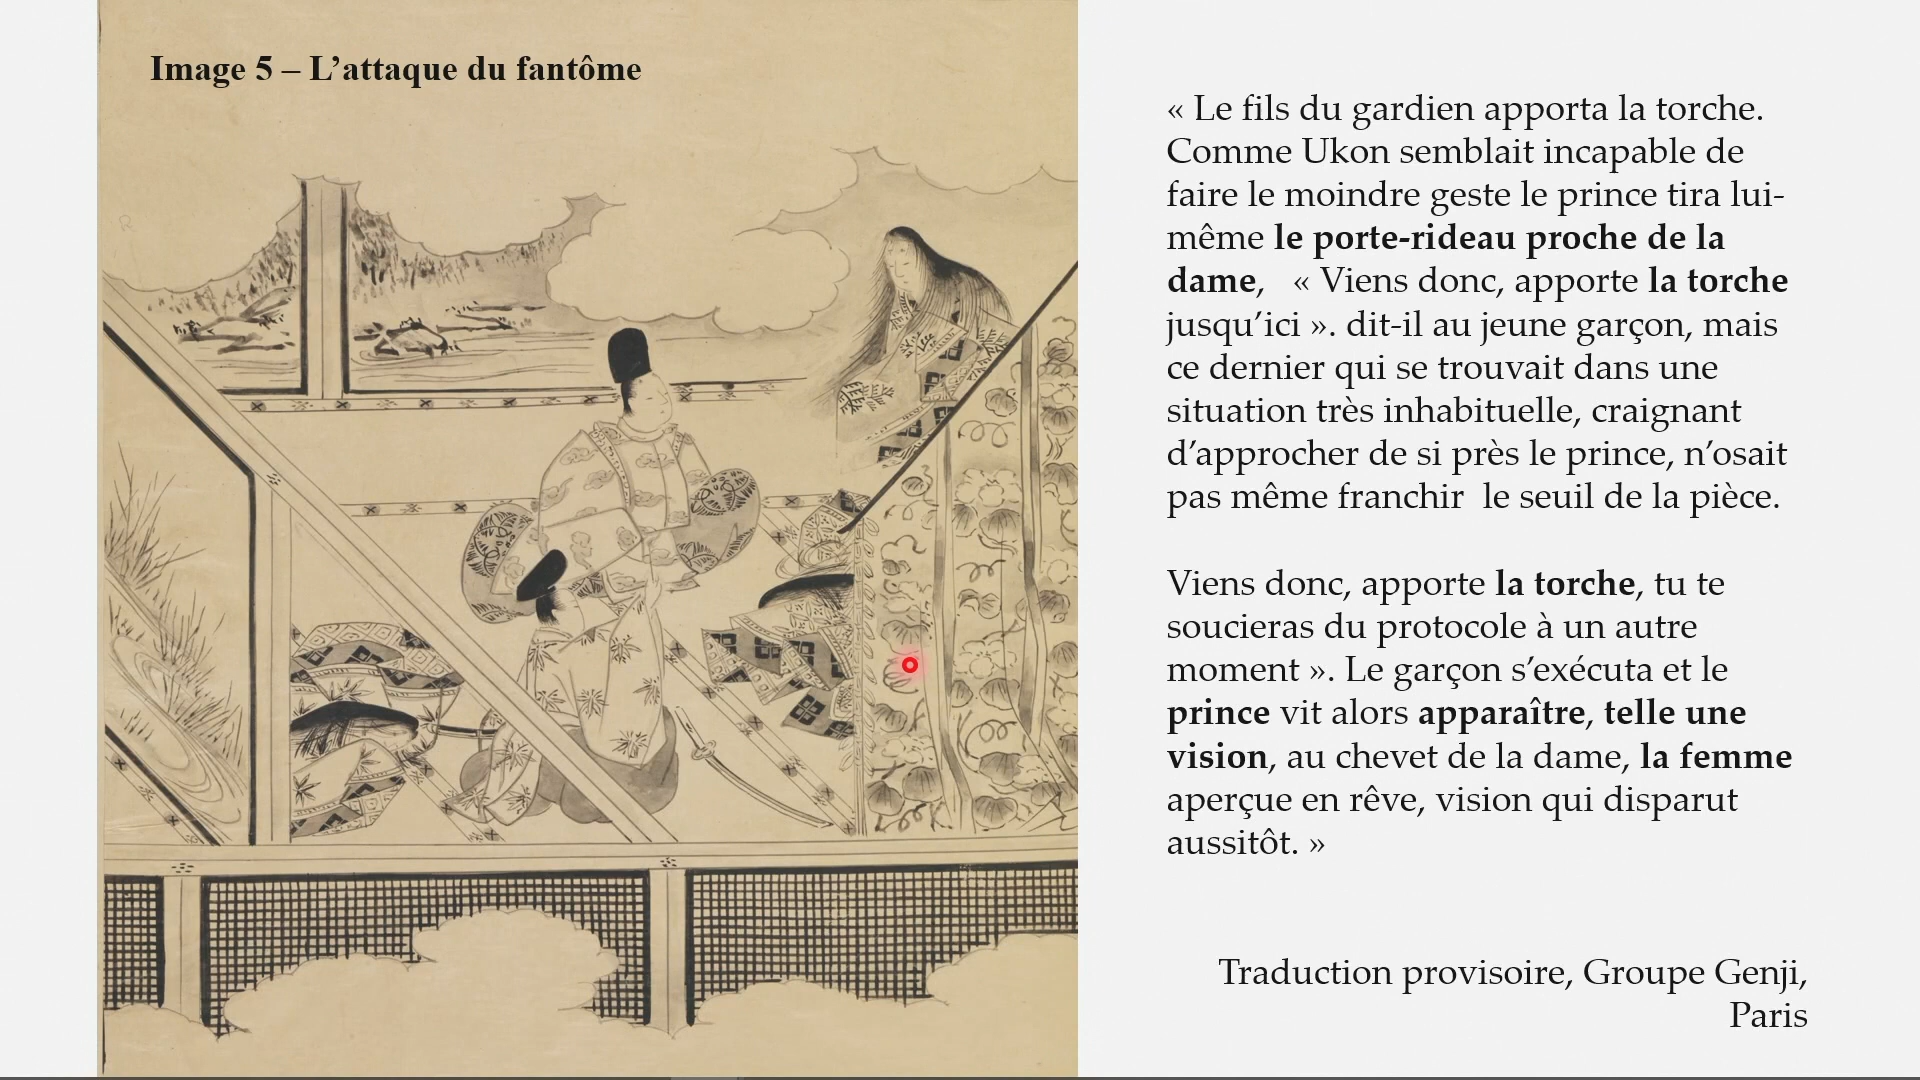 Image 5 – L’attaque du fantôme
« Le fils du gardien apporta la torche.
Comme Ukon semblait incapable de
faire le moindre geste le prince tira lui-
même le porte-rideau proche de la
dame,   « Viens donc, apporte la torche
jusqu’ici ». dit-il au jeune garçon, mais
ce dernier qui se trouvait dans une
situation très inhabituelle, craignant
d’approcher de si près le prince, n’osait
pas même franchir  le seuil de la pièce.
Viens donc, apporte la torche, tu te
soucieras du protocole à un autre
moment ». Le garçon s’exécuta et le
prince vit alors apparaître, telle une
vision, au chevet de la dame, la femme
aperçue en rêve, vision qui disparut
aussitôt. »
Traduction provisoire, Groupe Genji,
Paris